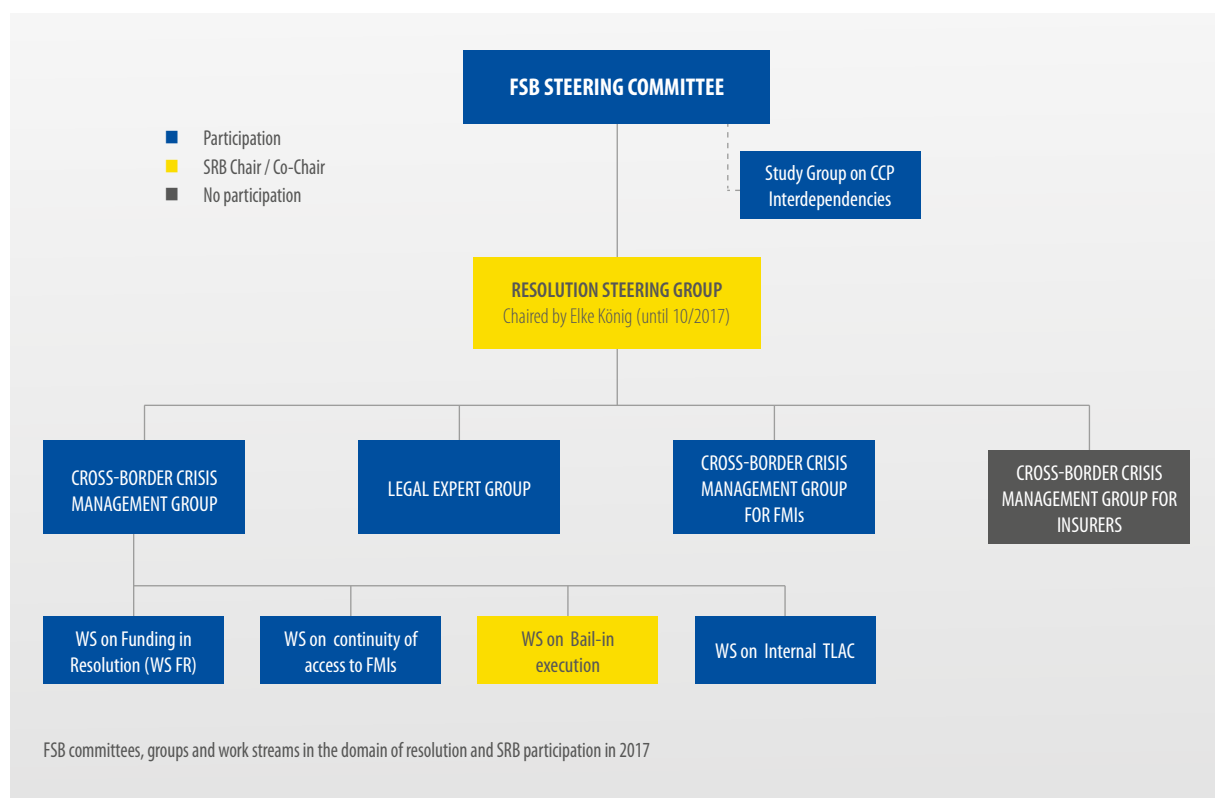 FSB STEERING COMMITTEE
Participation
SRB Chair / Co-Chair
No participation
Study Group on CCP
Interdependencies
RESOLUTION STEERING GROUP
Chaired by Elke König (until 10/2017)
CROSS-BORDER CRISIS
MANAGEMENT GROUP
LEGAL EXPERT GROUP
CROSS-BORDER CRISIS
MANAGEMENT GROUP
FOR FMIs
CROSS-BORDER CRISIS
MANAGEMENT GROUP FOR
INSURERS
WS on Funding in
Resolution (WS FR)
WS on continuity of
access to FMIs
WS on Bail-in
execution
WS on Internal TLAC
FSB committees, groups and work streams in the domain of resolution and SRB participation in 2017